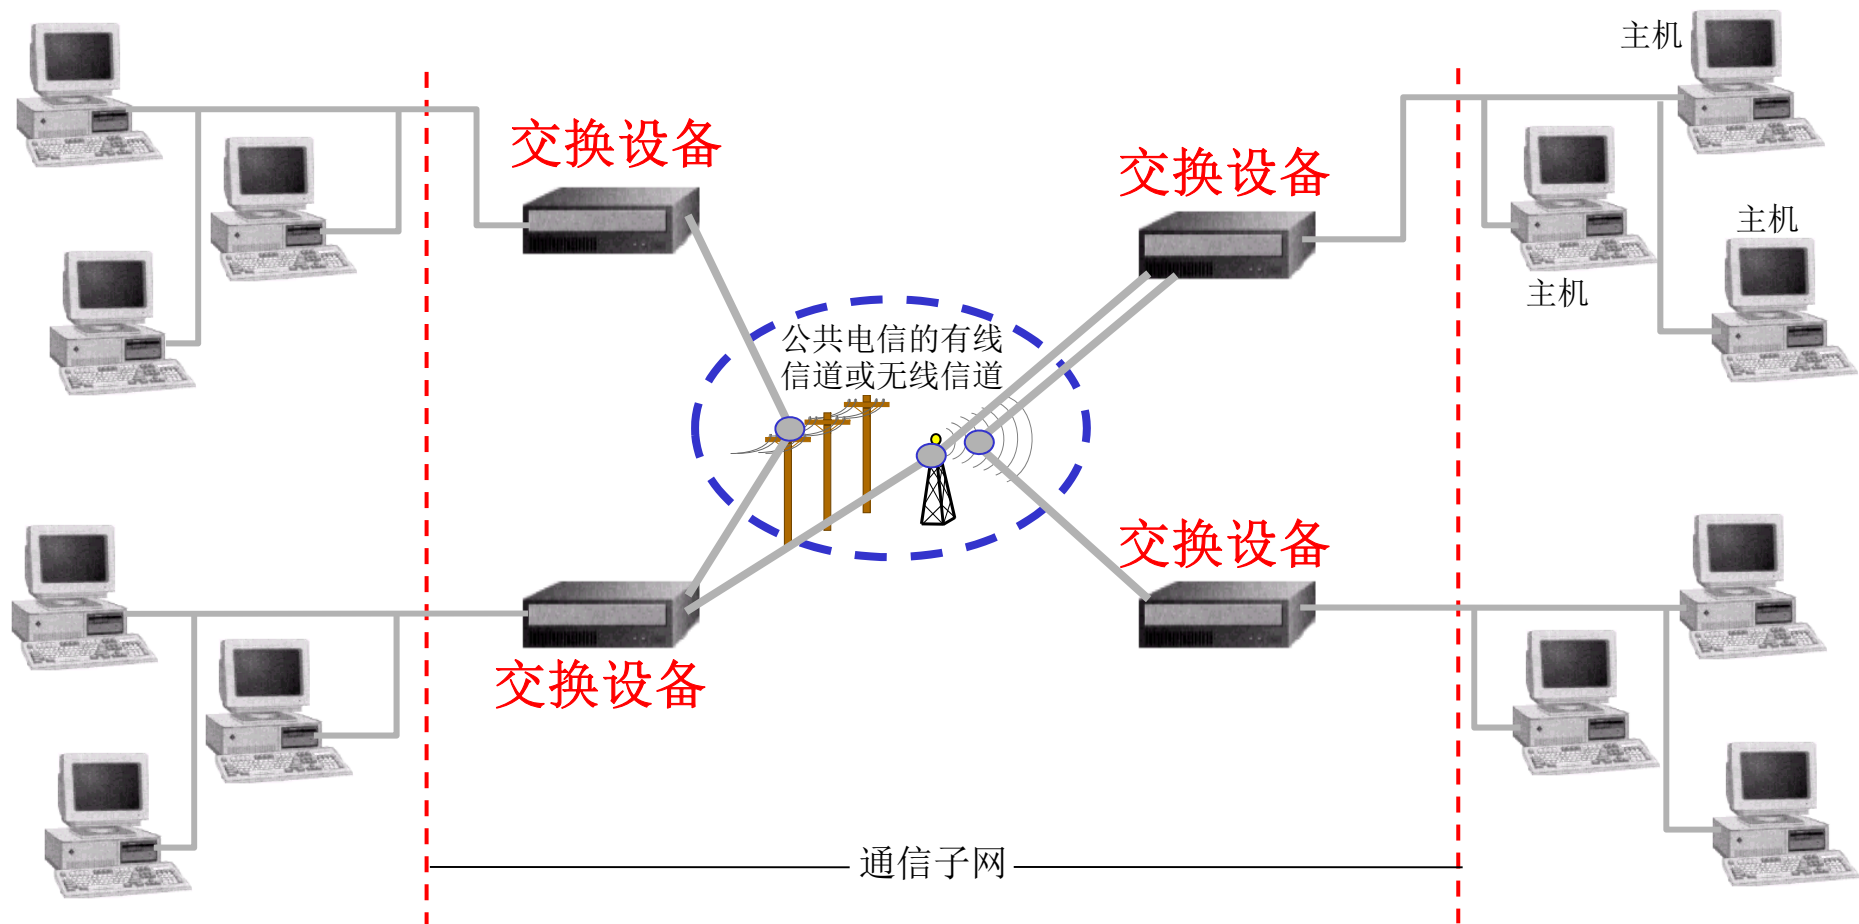 主机
交换设备
交换设备
主机
主机
公共电信的有线
信道或无线信道
交换设备
交换设备
通信子网